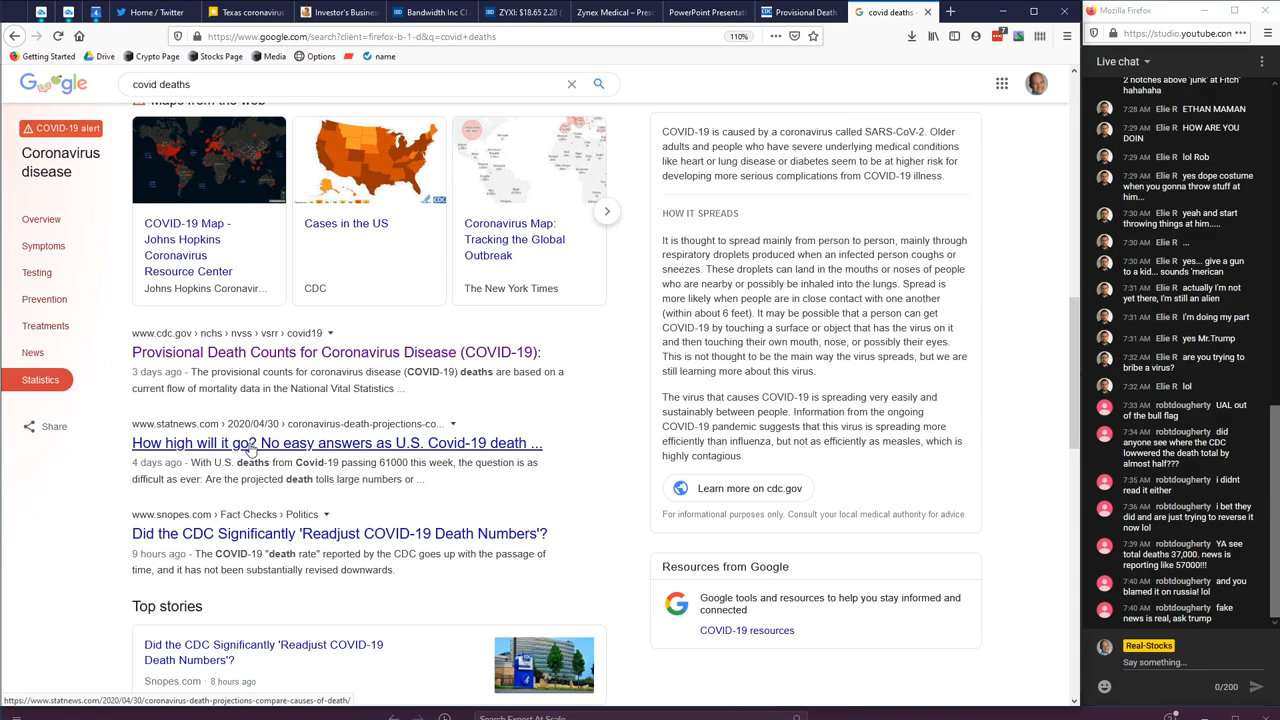 Home / Twitter
Texas coronavirus
Investor's Busines
Bandwidth Inc Cl
ZYXI: $18.65 2.28 (
Zynex Medical – Presc
PowerPoint Presentati
Provisional Death
covid deaths -
Mozilla Firefox
https://www.google.com/search?client=firefox-b-1-d&q=covid+deaths
110%
https://studio.youtube.con
Getting Started
Drive
Crypto Page
Stocks Page
Media
Options
name
Google
covid deaths
COVID-19 alert
Coronavirus
disease
Overview
Symptoms
Testing
Prevention
Treatments
News
Statistics
Share
Maps from the web
COVID-19 Map -
Johns Hopkins
Coronavirus
Resource Center
Johns Hopkins Coronavir...
Cases in the US
CDC
Coronavirus Map:
Tracking the Global
Outbreak
The New York Times
www.cdc.gov › nchs › nvss › vsrr › covid19
Provisional Death Counts for Coronavirus Disease (COVID-19):
3 days ago - The provisional counts for coronavirus disease (COVID-19) deaths are based on a
current flow of mortality data in the National Vital Statistics ...
www.statnews.com › 2020/04/30 › coronavirus-death-projections-co...
How high will it go? No easy answers as U.S. Covid-19 death ...
4 days ago - With U.S. deaths from Covid-19 passing 61000 this week, the question is as
difficult as ever: Are the projected death tolls large numbers or ...
www.snopes.com › Fact Checks › Politics
Did the CDC Significantly 'Readjust COVID-19 Death Numbers'?
9 hours ago - The COVID-19 "death rate" reported by the CDC goes up with the passage of
time, and it has not been substantially revised downwards.
Top stories
Did the CDC Significantly 'Readjust COVID-19
Death Numbers'?
Snopes.com · 8 hours ago
https://www.statnews.com/2020/04/30/coronavirus-death-projections-compare-causes-of-death/
COVID-19 is caused by a coronavirus called SARS-CoV-2. Older
adults and people who have severe underlying medical conditions
like heart or lung disease or diabetes seem to be at higher risk for
developing more serious complications from COVID-19 illness.
HOW IT SPREADS
It is thought to spread mainly from person to person, mainly through
respiratory droplets produced when an infected person coughs or
sneezes. These droplets can land in the mouths or noses of people
who are nearby or possibly be inhaled into the lungs. Spread is
more likely when people are in close contact with one another
(within about 6 feet). It may be possible that a person can get
COVID-19 by touching a surface or object that has the virus on it
and then touching their own mouth, nose, or possibly their eyes.
This is not thought to be the main way the virus spreads, but we are
still learning more about this virus.
The virus that causes COVID-19 is spreading very easily and
sustainably between people. Information from the ongoing
COVID-19 pandemic suggests that this virus is spreading more
efficiently than influenza, but not as efficiently as measles, which is
highly contagious.
Learn more on cdc.gov
For informational purposes only. Consult your local medical authority for advice.
Resources from Google
Google tools and resources to help you stay informed and
connected
COVID-19 resources
Live chat
2 notches above 'junk' at Fitch"
hahahaha
7:28 AM Elie R ETHAN MAMAN
7:29 AM Elie R HOW ARE YOU
DOIN
7:29 AM Elie R lol Rob
7:29 AM Elie R yes dope costume
when you gonna throw stuff at
him...
7:30 AM Elie R yeah and start
throwing things at him.....
7:30 AM Elie R ...
7:30 AM Elie R yes... give a gun
to a kid... sounds 'merican
7:31 AM Elie R actually I'm not
yet there, I'm still an alien
7:31 AM Elie R I'm doing my part
7:31 AM Elie R yes Mr.Trump
7:32 AM Elie R are you trying to
bribe a virus?
7:32 AM Elie R lol
7:33 AM robtdougherty UAL out
of the bull flag
7:34 AM robtdougherty did
anyone see where the CDC
lowwered the death total by
almost half???
7:35 AM robtdougherty i didnt
read it either
7:36 AM robtdougherty i bet they
did and are just trying to reverse it
now lol
7:39 AM robtdougherty YA see
total deaths 37,000. news is
reporting like 57000!!!
7:40 AM robtdougherty and you
blamed it on russia! lol
7:40 AM robtdougherty fake
news is real, ask trump
Real-Stocks
Say something...
0/200